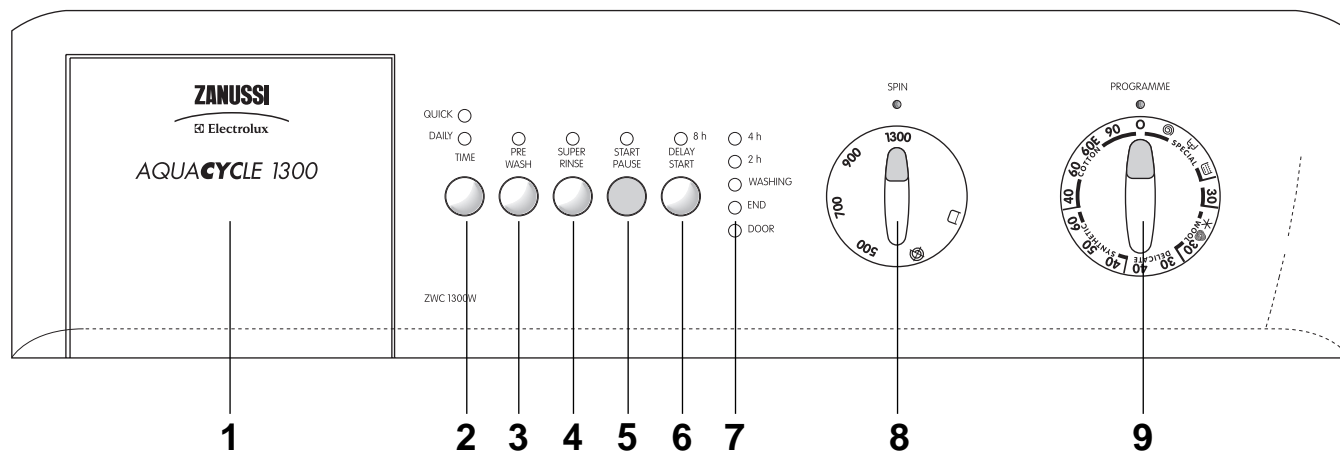 ZANUSSI
Electrolux
AQUACYCLE 1300
QUICK
DAILY
TIME
PRE
WASH
SUPER
RINSE
START
PAUSE
8 h
DELAY
START
4 h
2 h
WASHING
END
DOOR
ZWC 1300W
SPIN
1300
900
700
500
PROGRAMME
O
SPECIAL
30
WOOL
30
30
DELICATE
40
40
SYNTHETIC
50
60
40
COTTON
60
60E
90
1
2
3
4
5
6
7
8
9